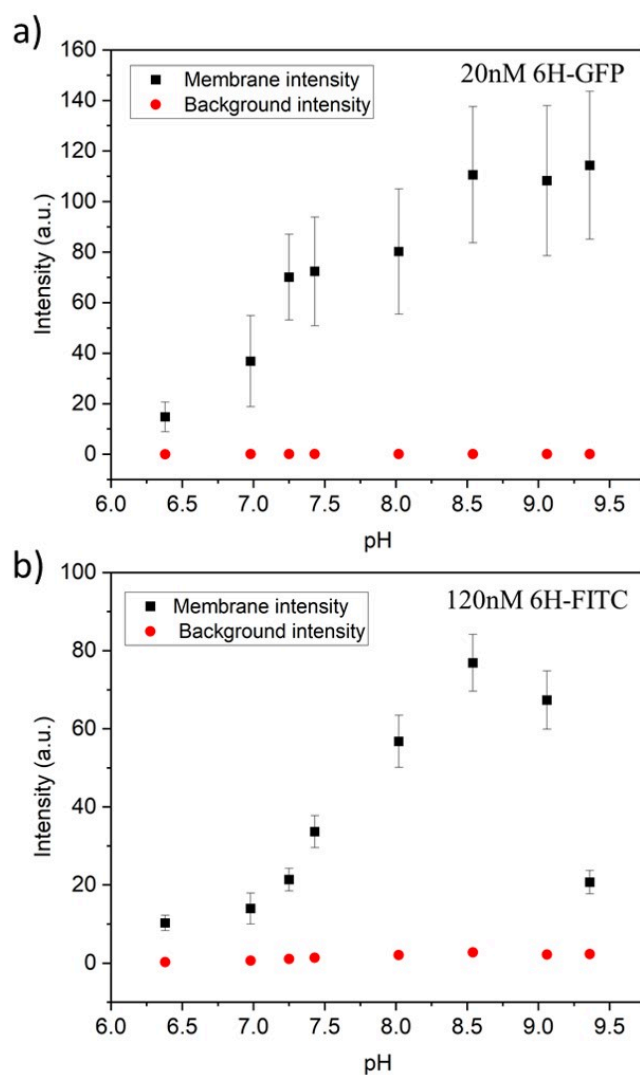 a)
160
140
120
100
80
60
40
20
0
Intensity (a.u.)
Membrane intensity
Background intensity
20nM 6H-GFP
6.0 6.5 7.0 7.5 8.0 8.5 9.0 9.5
pH
b)
100
80
60
40
20
0
Intensity (a.u.)
Membrane intensity
Background intensity
120nM 6H-FITC
6.0 6.5 7.0 7.5 8.0 8.5 9.0 9.5
pH